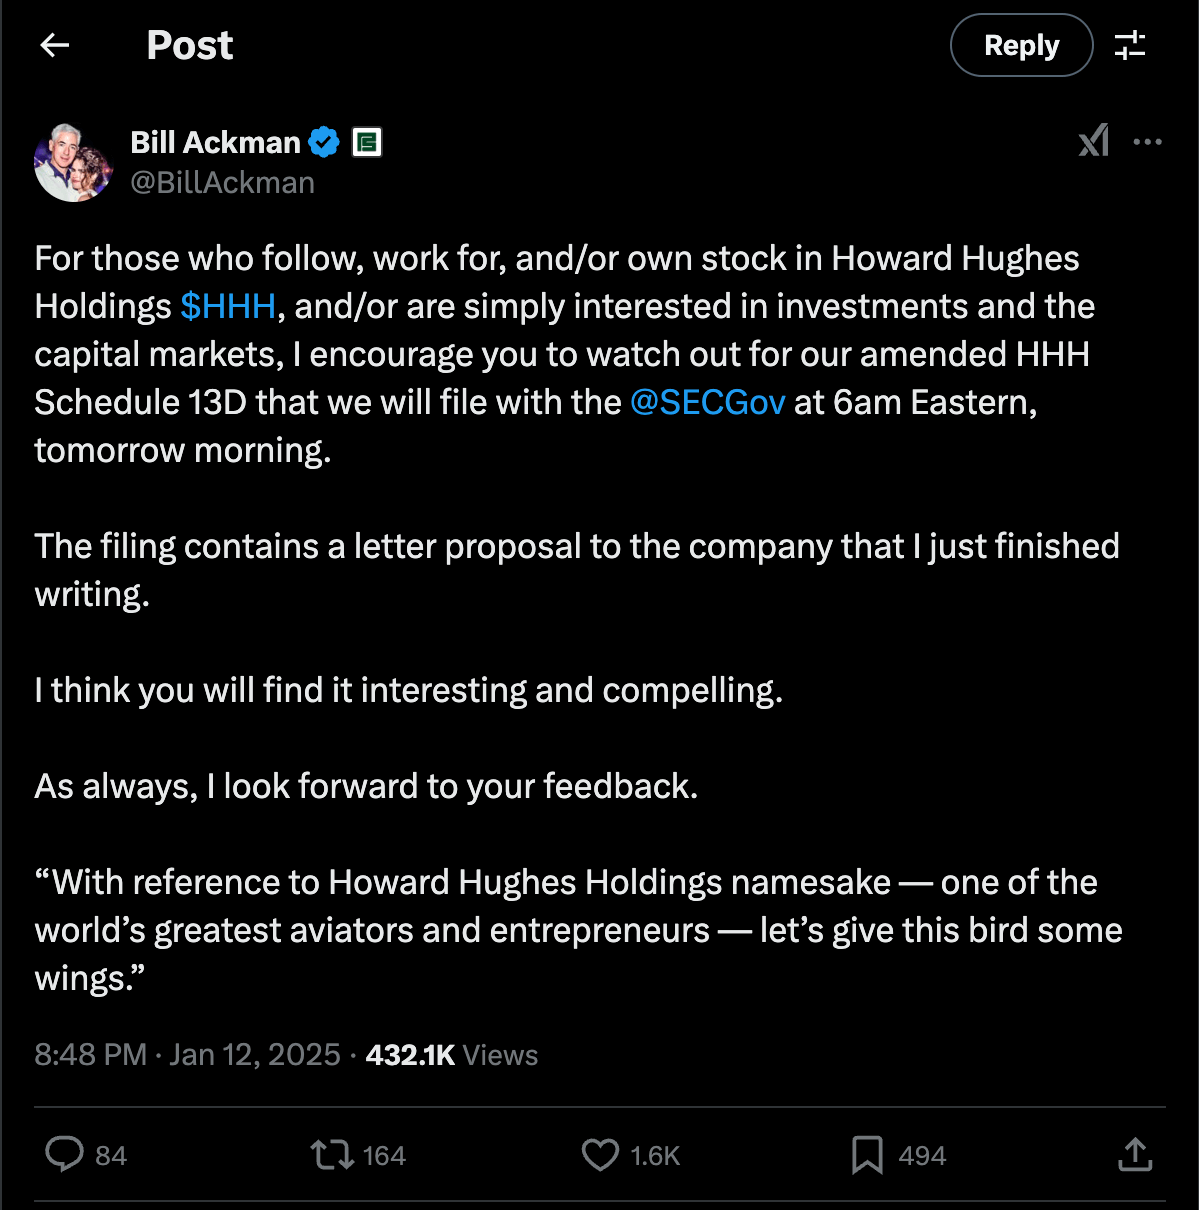 Post
Reply
Bill Ackman
@BillAckman
For those who follow, work for, and/or own stock in Howard Hughes
Holdings $HHH, and/or are simply interested in investments and the
capital markets, I encourage you to watch out for our amended HHH
Schedule 13D that we will file with the @SECGov at 6am Eastern,
tomorrow morning.
The filing contains a letter proposal to the company that I just finished
writing.
I think you will find it interesting and compelling.
As always, I look forward to your feedback.
“With reference to Howard Hughes Holdings namesake — one of the
world’s greatest aviators and entrepreneurs — let’s give this bird some
wings.”
8:48 PM · Jan 12, 2025 · 432.1K Views
84 164 1.6K 494